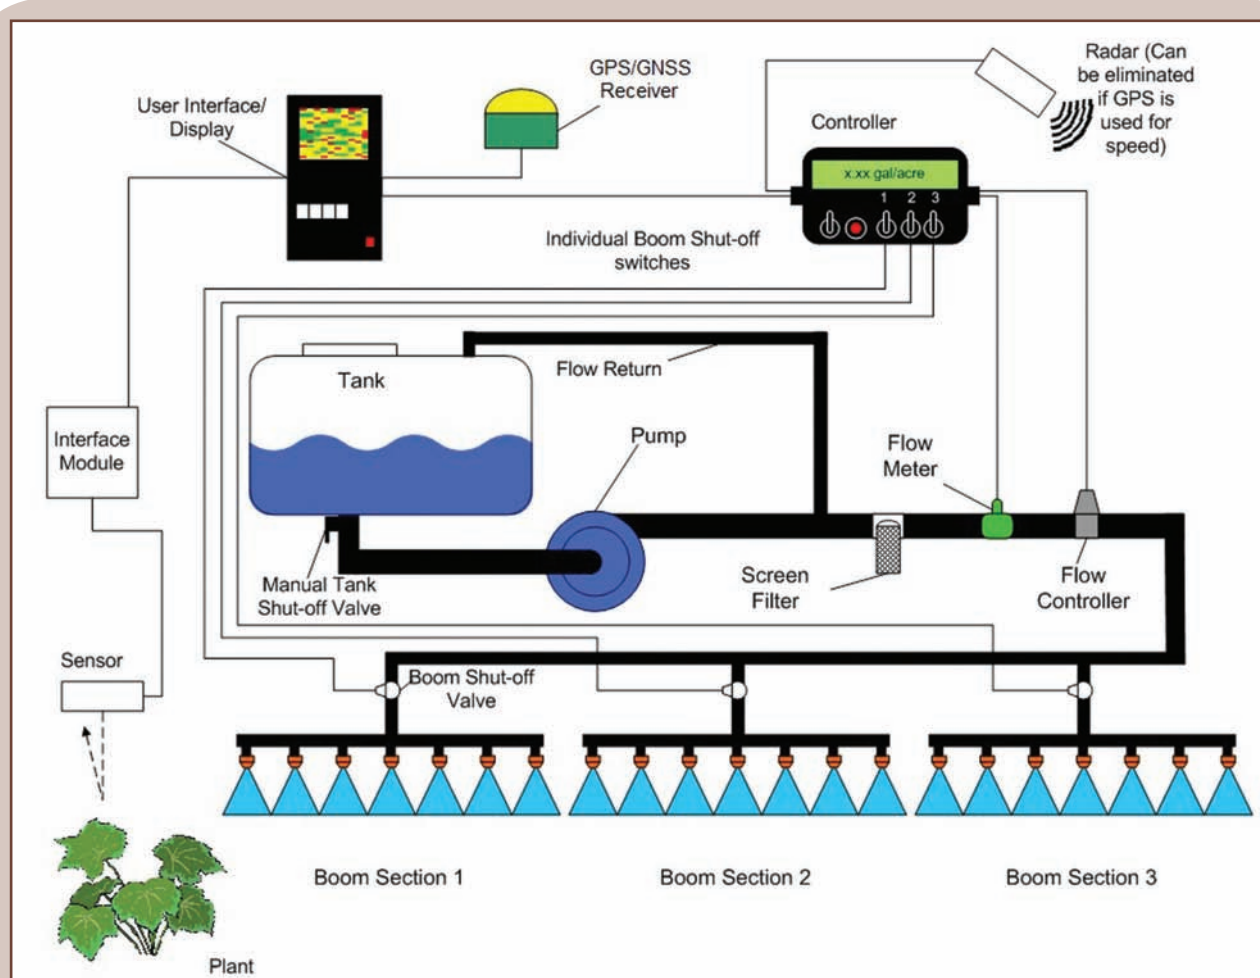 GPS/GNSS
Receiver
Radar (Can
be eliminated
if GPS is
used for
speed)
User Interface/
Display
Controller
x.xx gal/acre
1 2 3
Individual Boom Shut-off
switches
Flow Return
Tank
Interface
Module
Pump
Flow
Meter
Manual Tank
Shut-off Valve
Screen
Filter
Flow
Controller
Sensor
Boom Shut-off
Valve
Boom Section 1
Boom Section 2
Boom Section 3
Plant